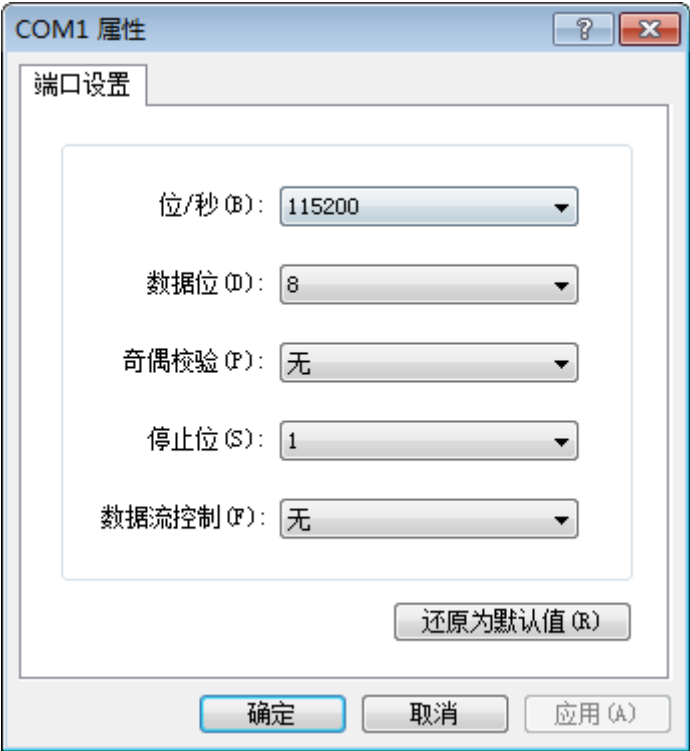 COM1 属性
端口设置
位/秒(B): 115200
数据位(D): 8
奇偶校验(P): 无
停止位(S): 1
数据流控制(F): 无
还原为默认值(R)
确定 取消 应用(A)